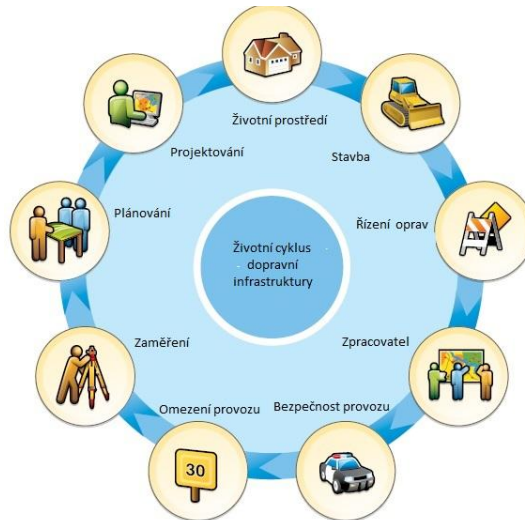 Životní prostředí
Projektování
Stavba
Plánování
Řízení oprav
Životní cyklus
dopravní
infrastruktury
Zaměření
Zpracovatel
Omezení provozu
Bezpečnost provozu
30